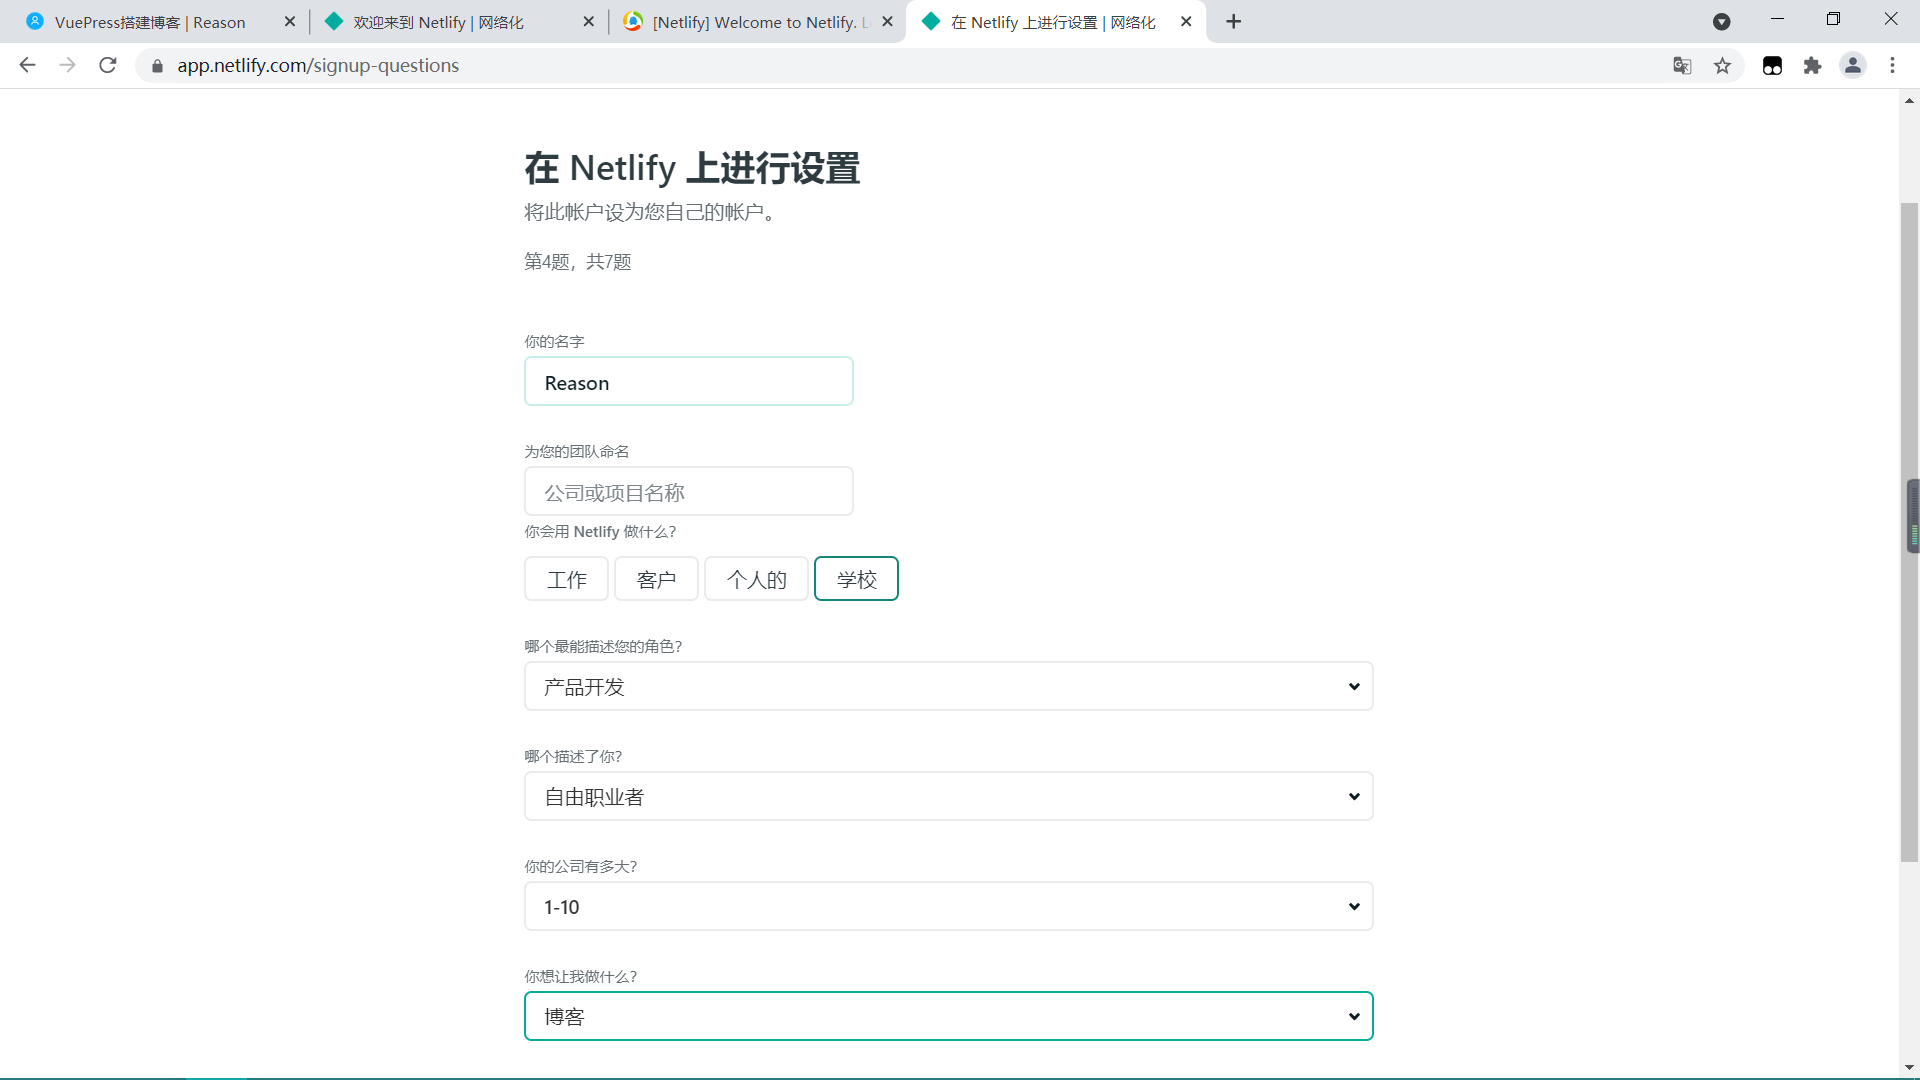 VuePress搭建博客 | Reason
欢迎来到 Netlify | 网络化
[Netlify] Welcome to Netlify.
在 Netlify 上进行设置 | 网络化
app.netlify.com/signup-questions
在 Netlify 上进行设置
将此帐户设为您自己的帐户。
第4题，共7题
你的名字
Reason
为您的团队命名
公司或项目名称
你会用 Netlify 做什么?
工作 客户 个人的 学校
哪个最能描述您的角色?
产品开发
哪个描述了你?
自由职业者
你的公司有多大?
1-10
你想让我做什么?
博客